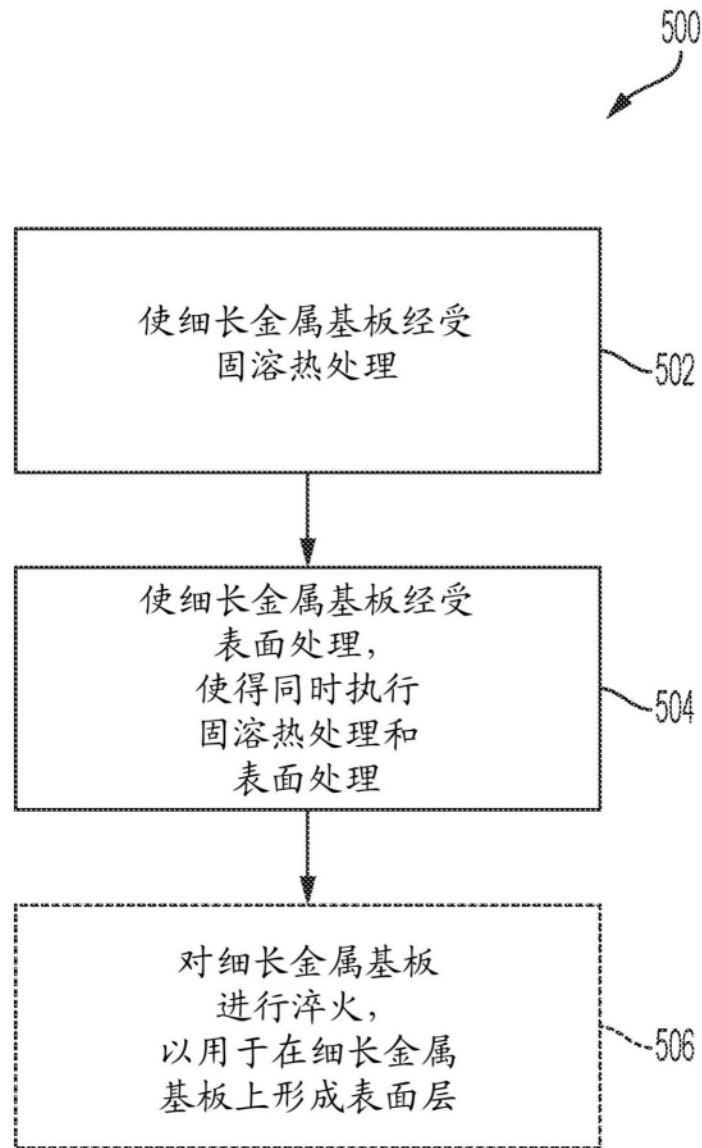 500
使细长金属基板经受
固溶热处理
502
使细长金属基板经受
表面处理，
使得同时执行
固溶热处理和
表面处理
504
对细长金属基板
进行淬火，
以用于在细长金属
基板上形成表面层
506